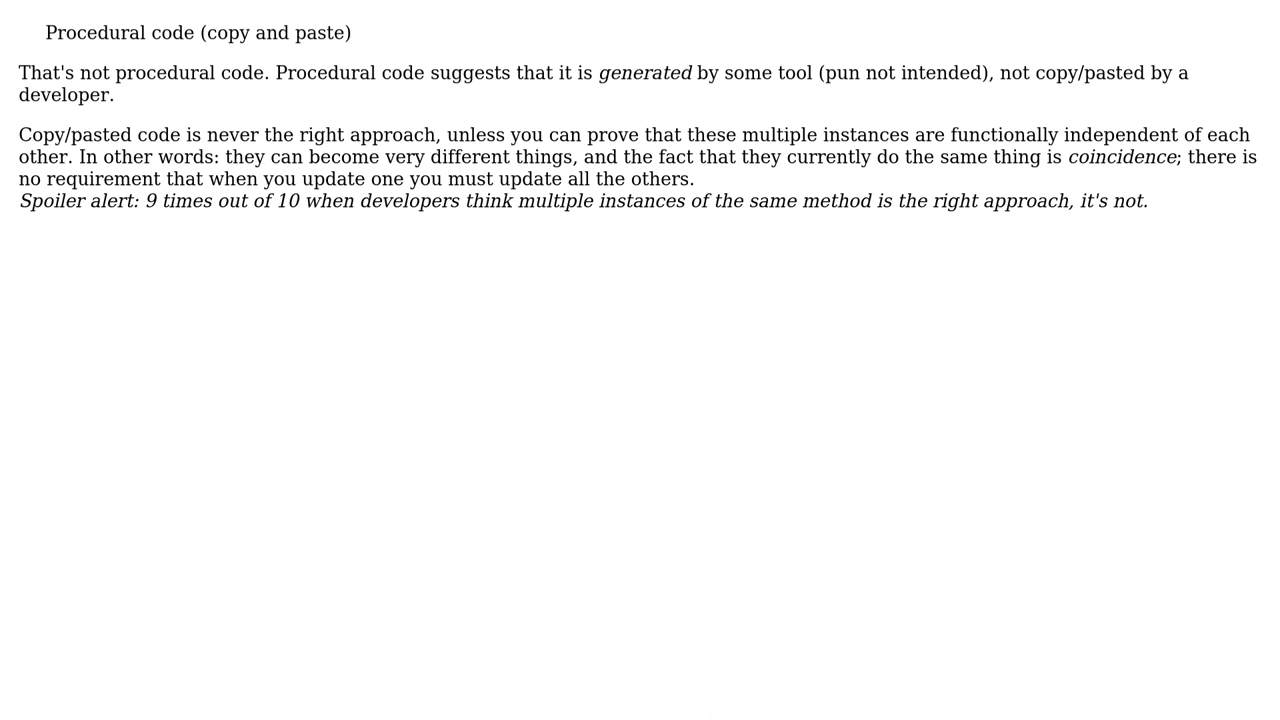 Procedural code (copy and paste)
That's not procedural code. Procedural code suggests that it is generated by some tool (pun not intended), not copy/pasted by a
developer.
Copy/pasted code is never the right approach, unless you can prove that these multiple instances are functionally independent of each
other. In other words: they can become very different things, and the fact that they currently do the same thing is coincidence; there is
no requirement that when you update one you must update all the others.
Spoiler alert: 9 times out of 10 when developers think multiple instances of the same method is the right approach, it's not.